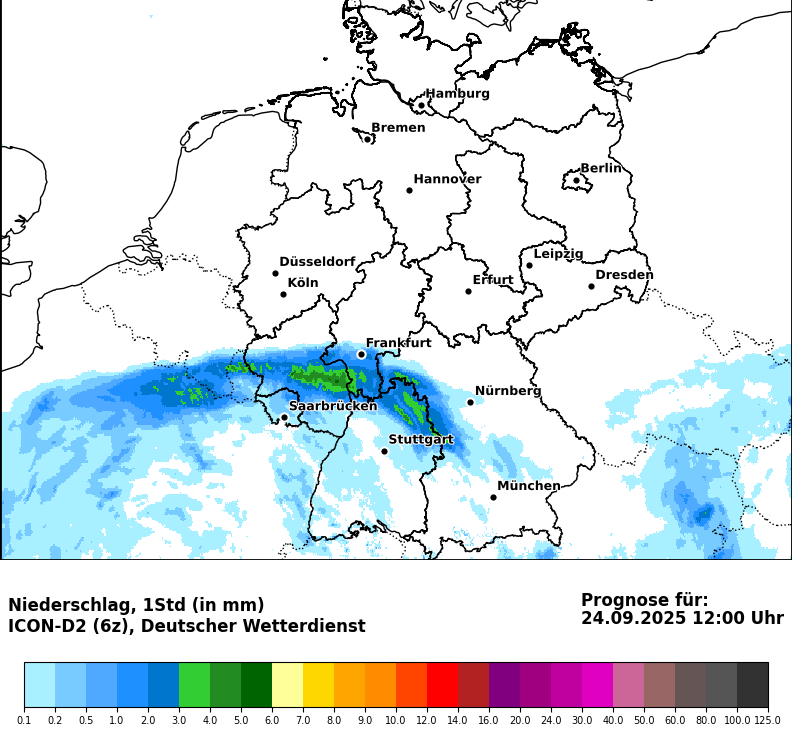 Hamburg
Bremen
Berlin
Hannover
Leipzig
Düsseldorf
Dresden
Köln
Erfurt
Frankfurt
Nürnberg
Saarbrücken
Stuttgart
München
Niederschlag, 1Std (in mm)
ICON-D2 (6z), Deutscher Wetterdienst
Prognose für:
24.09.2025 12:00 Uhr
0.1 0.2 0.5 1.0 2.0 3.0 4.0 5.0 6.0 7.0 8.0 9.0 10.0 12.0 14.0 16.0 20.0 24.0 30.0 40.0 50.0 60.0 80.0 100.0 125.0